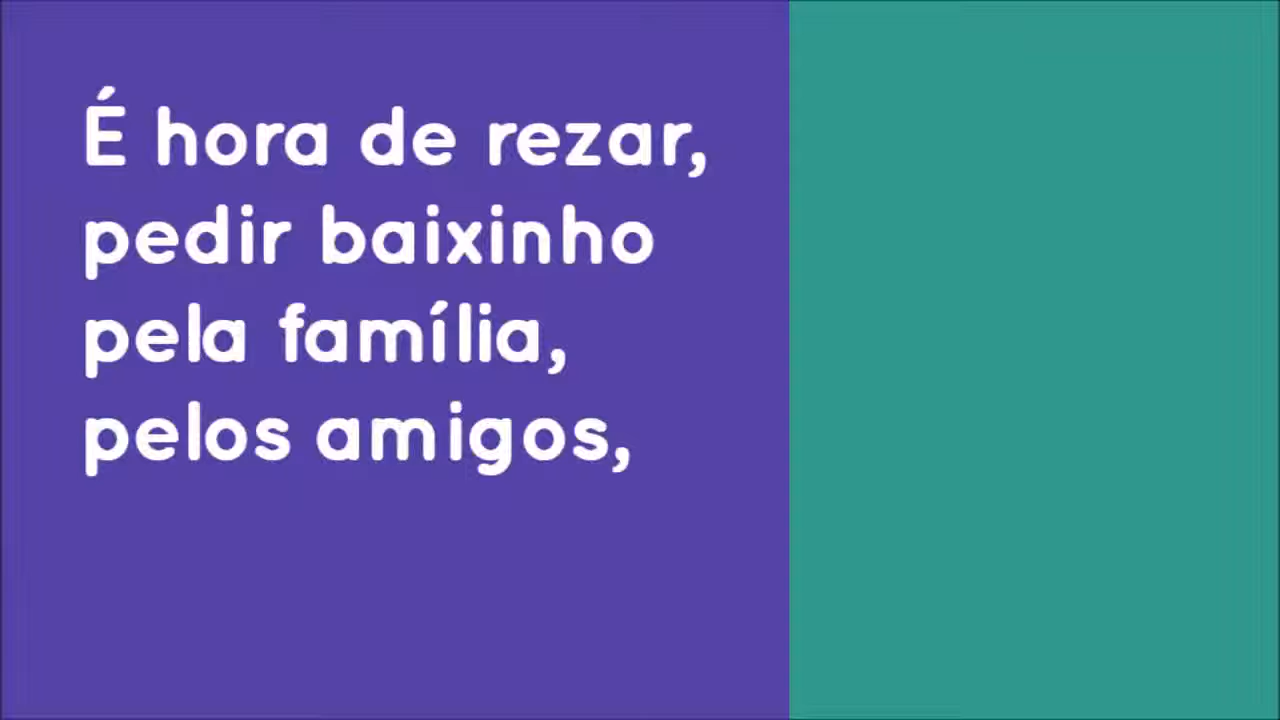 É hora de rezar,
pedir baixinho
pela família,
pelos amigos,